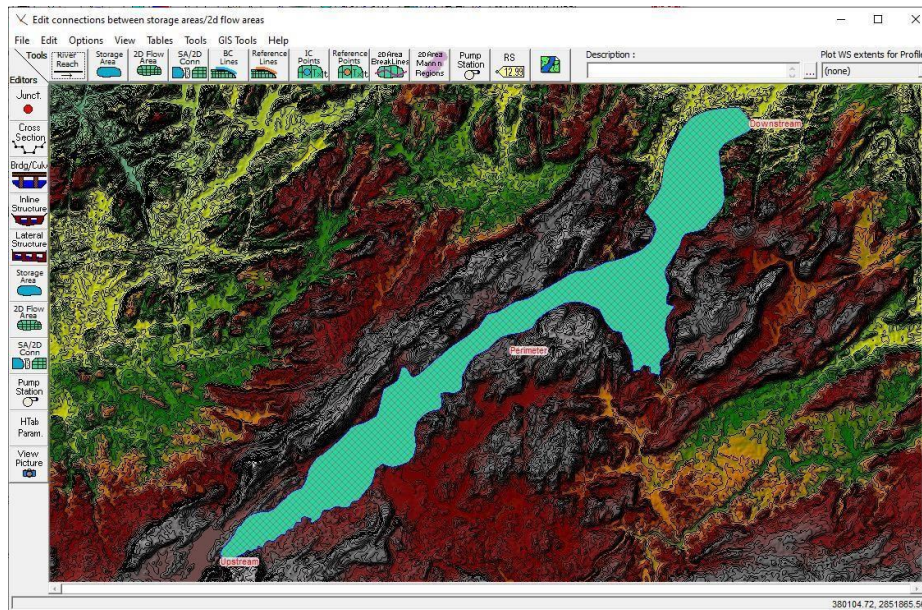 Edit connections between storage areas/2d flow areas
File Edit Options View Tables Tools GIS Tools Help
Tools
River Reach
Storage Area
2D Flow Area
SA/2D Conn
BC Lines
Reference Lines
IC Points
Reference Points
2D Area BreakLines
2D Area Mann n Regions
Pump Station
RS
12.99
Description :
...
Plot WS extents for Profile
(none)
Editors
Junct.
Cross Section
Brdg/Culv
Inline Structure
Lateral Structure
Storage Area
2D Flow Area
SA/2D Conn
Pump Station
HTab Param.
View Picture
Downstream
Perimeter
Upstream
380104.72, 2851865.50